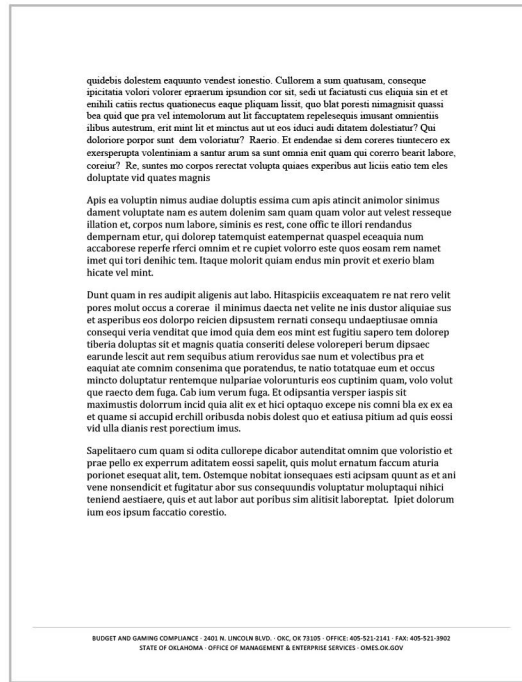 quidebis dolestem eaquunto vendest ionestio. Cullorem a sum quatusam, conseque
ipicitatia volori volorer epraerum ipsundion cor sit, sedi ut faciatusti cus eliquia sin et et
enihili catiis rectus quationecus eaque pliquam lissit, quo blat poresti nimagnisit quassi
bea quid que pra vel intemolorum aut lit faccuptatem repelesequis imusant omnientiis
ilibus autestrum, erit mint lit et minctus aut ut eos iduci audi ditatem dolestiatur? Qui
doloriore porpor sunt dem voloriatur? Raerio. Et endendae si dem coreres tiuntecero ex
exersperupta volentiniam a santur arum sa sunt omnia enit quam qui corerro bearit labore,
coreiur? Re, suntes mo corpos rerectat volupta quiaes experibus aut liciis eatio tem eles
doluptate vid quates magnis
Apis ea voluptin nimus audiae doluptis essima cum apis atincit animolor sinimus
dament voluptate nam es autem dolenim sam quam quam volor aut velest resseque
illation et, corpos num labore, siminis es rest, cone offic te illori rendandus
dempernam etur, qui dolorep tatemquist eatempernat quaspel eceaquia num
accaborese reperfe rferci omnim et re cupiet volorro este quos eosam rem namet
imet qui tori denihic tem. Itaque molorit quiam endus min provit et exerio blam
hicate vel mint.
Dunt quam in res audipit aligenis aut labo. Hitaspiciis exceaquatem re nat rero velit
pores molut occus a corerae il minimus daecta net velite ne inis dustor aliquiae sus
et asperibus eos dolorpo reicien dipsustem rernati consequ undaeptiusae omnia
consequi veria venditat que imod quia dem eos mint est fugitiu sapero tem dolorep
tiberia doluptas sit et magnis quatia conseriti delese voloreperi berum dipsaec
earunde lescit aut rem sequibus atium rerovidus sae num et volectibus pra et
eaquiat ate comnim consenima que poratendus, te natio totatquae eum et occus
mincto doluptatur rentemque nulpariae volorunturis eos cuptinim quam, volo volut
que raecto dem fuga. Cab ium verum fuga. Et odipsantia versper iaspis sit
maximustis dolorrum incid quia alit ex et hici optaquo excepe nis comni bla ex ex ea
et quame si accupid erchill oribusda nobis dolest quo et eatiusa pitium ad quis eossi
vid ulla dianis rest porectium imus.
Sapelitaero cum quam si odita cullorepe dicabor autenditat omnim que voloristio et
prae pello ex experrum aditatem eossi sapelit, quis molut ernatum faccum aturia
porionet esequat alit, tem. Ostemque nobitat ionsequaes esti acipsam quunt as et ani
vene nonsendicit et fugitatur abor sus consequundis voluptatur moluptaqui nihici
teniend aestiaere, quis et aut labor aut poribus sim alitisit laboreptat. Ipiet dolorum
ium eos ipsum faccatio corestio.
BUDGET AND GAMING COMPLIANCE · 2401 N. LINCOLN BLVD. · OKC, OK 73105 · OFFICE: 405-521-2141 · FAX: 405-521-3902
STATE OF OKLAHOMA · OFFICE OF MANAGEMENT & ENTERPRISE SERVICES · OMES.OK.GOV